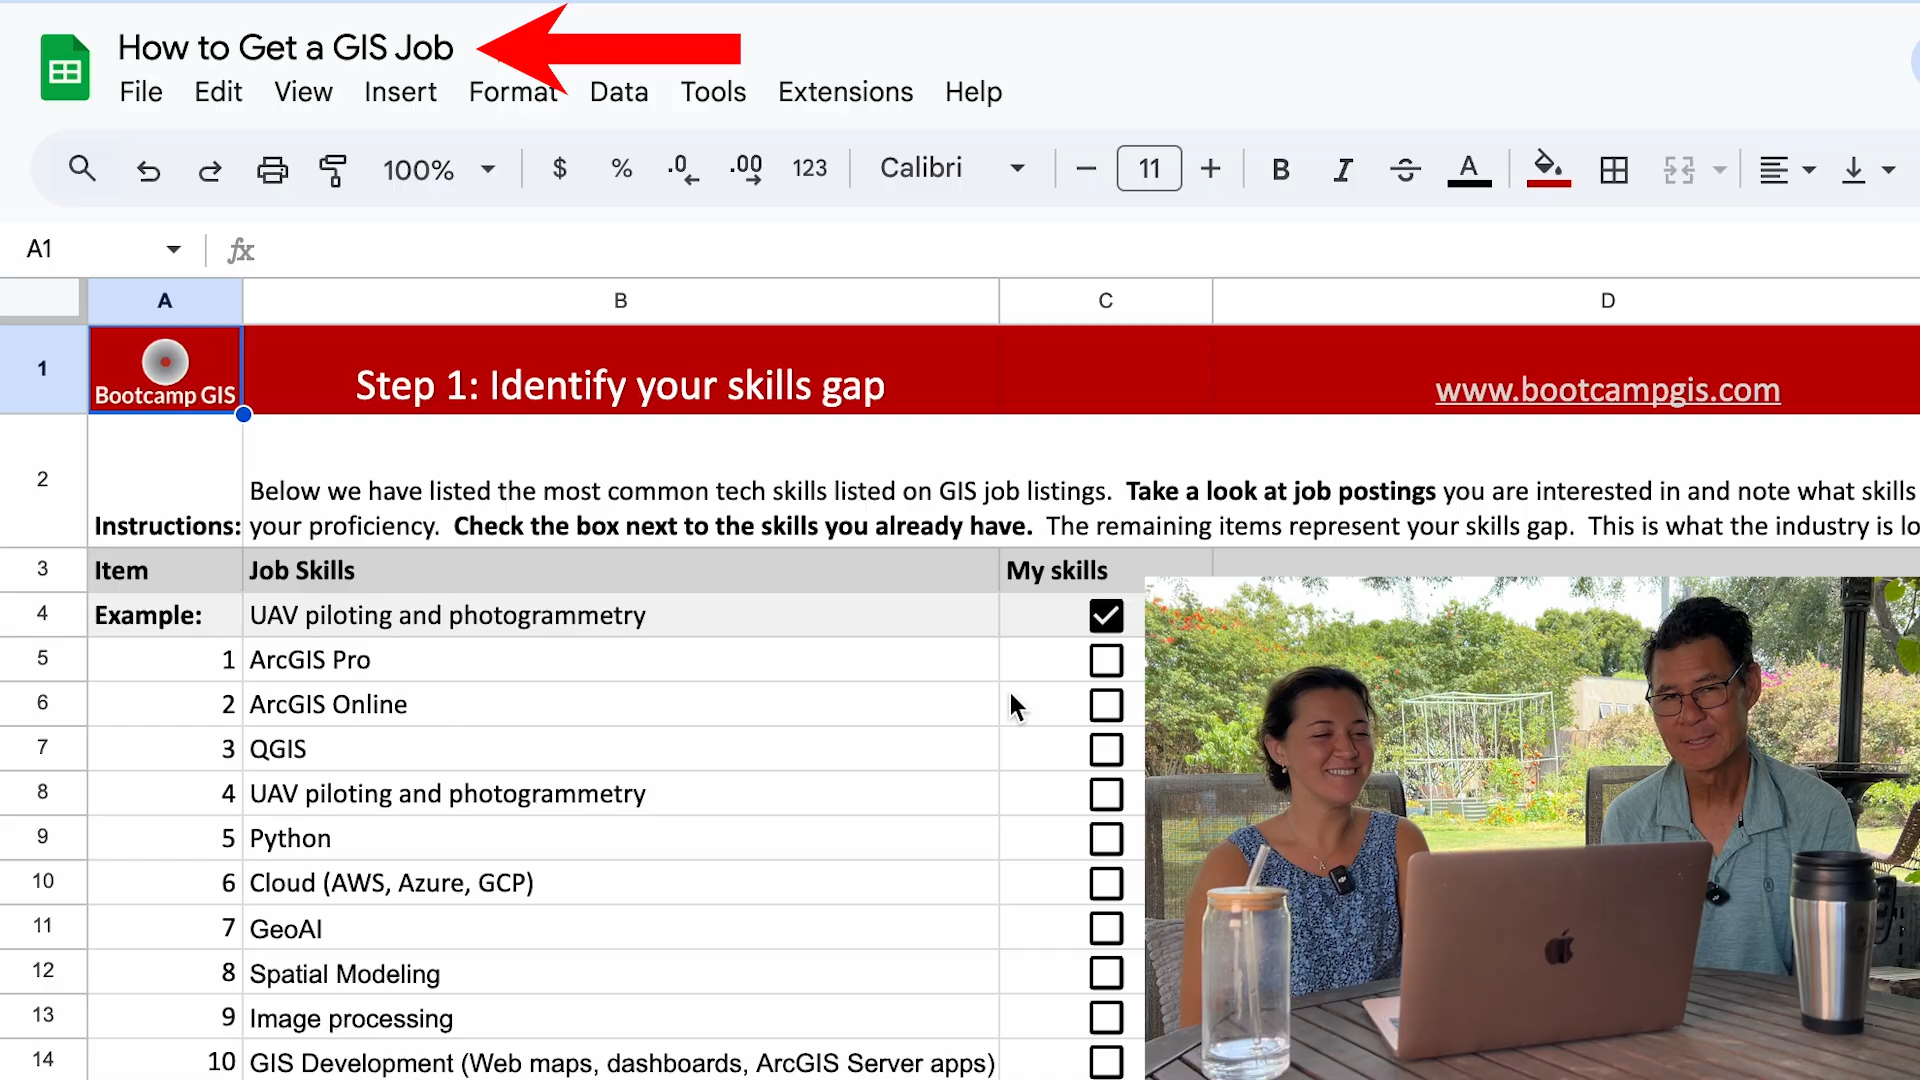 How to Get a GIS Job
File Edit View Insert Format Data Tools Extensions Help
100% $ % .0 .00 123 Calibri 11 B I S A
A1 fx
A B C D
1 Bootcamp GIS Step 1: Identify your skills gap www.bootcampgis.com
2 Below we have listed the most common tech skills listed on GIS job listings. Take a look at job postings you are interested in and note what skills
Instructions: your proficiency. Check the box next to the skills you already have. The remaining items represent your skills gap. This is what the industry is lo
3 Item Job Skills My skills
4 Example: UAV piloting and photogrammetry
5 1 ArcGIS Pro
6 2 ArcGIS Online
7 3 QGIS
8 4 UAV piloting and photogrammetry
9 5 Python
10 6 Cloud (AWS, Azure, GCP)
11 7 GeoAI
12 8 Spatial Modeling
13 9 Image processing
14 10 GIS Development (Web maps, dashboards, ArcGIS Server apps)